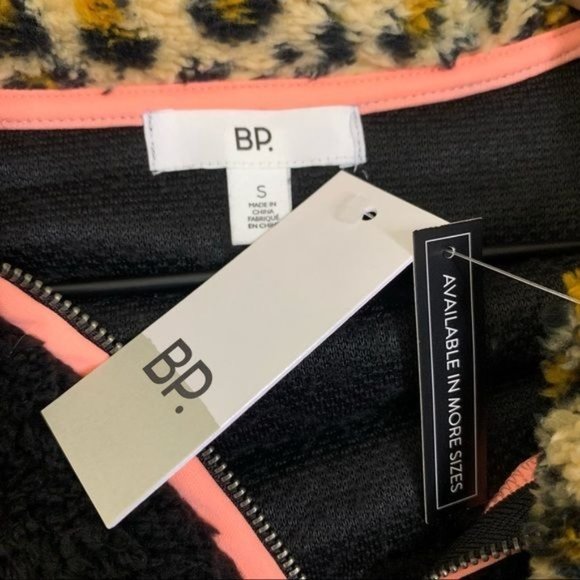 BP.
S
MADE IN
CHINA
FABRIQUÉ
EN CHINE
BP.
AVAILABLE IN MORE SIZES